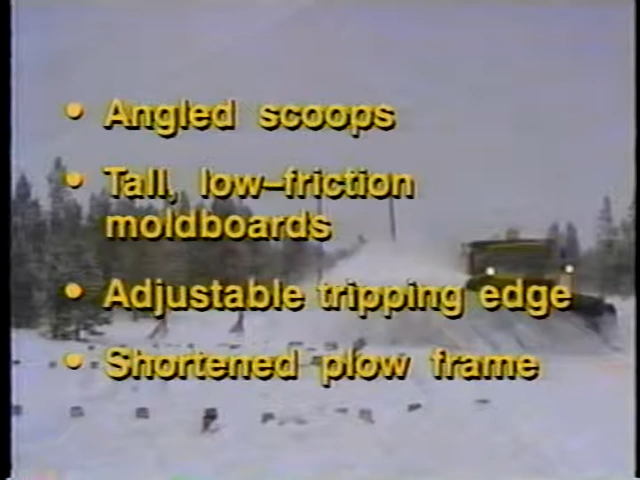 • Angled scoops
• Tall, low-friction
moldboards
• Adjustable tripping edge
• Shortened plow frame